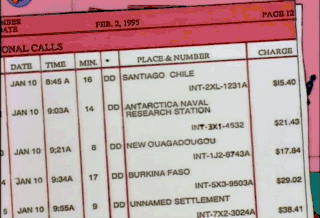 MBER
FEB. 2, 1995
PAGE 12
ONAL CALLS
DATE TIME MIN. * PLACE & NUMBER CHARGE
JAN 10 8:45 A 16 DD SANTIAGO CHILE
INT-2XL-1231A $15.40
JAN 10 9:03A 14 DD ANTARCTICA NAVAL
RESEARCH STATION
INT-3X1-4532 $21.43
3 JAN 10 9;21A 8 DD NEW OUAGADOUGOU
INT-1J2-8743A $17.84
4 JAN 10 9:34A 17 DD BURKINA FASO
INT-5X3-9503A $29.02
5 JAN 10 9:55A 9 DD UNNAMED SETTLEMENT
INT-7X2-3024A $38.41